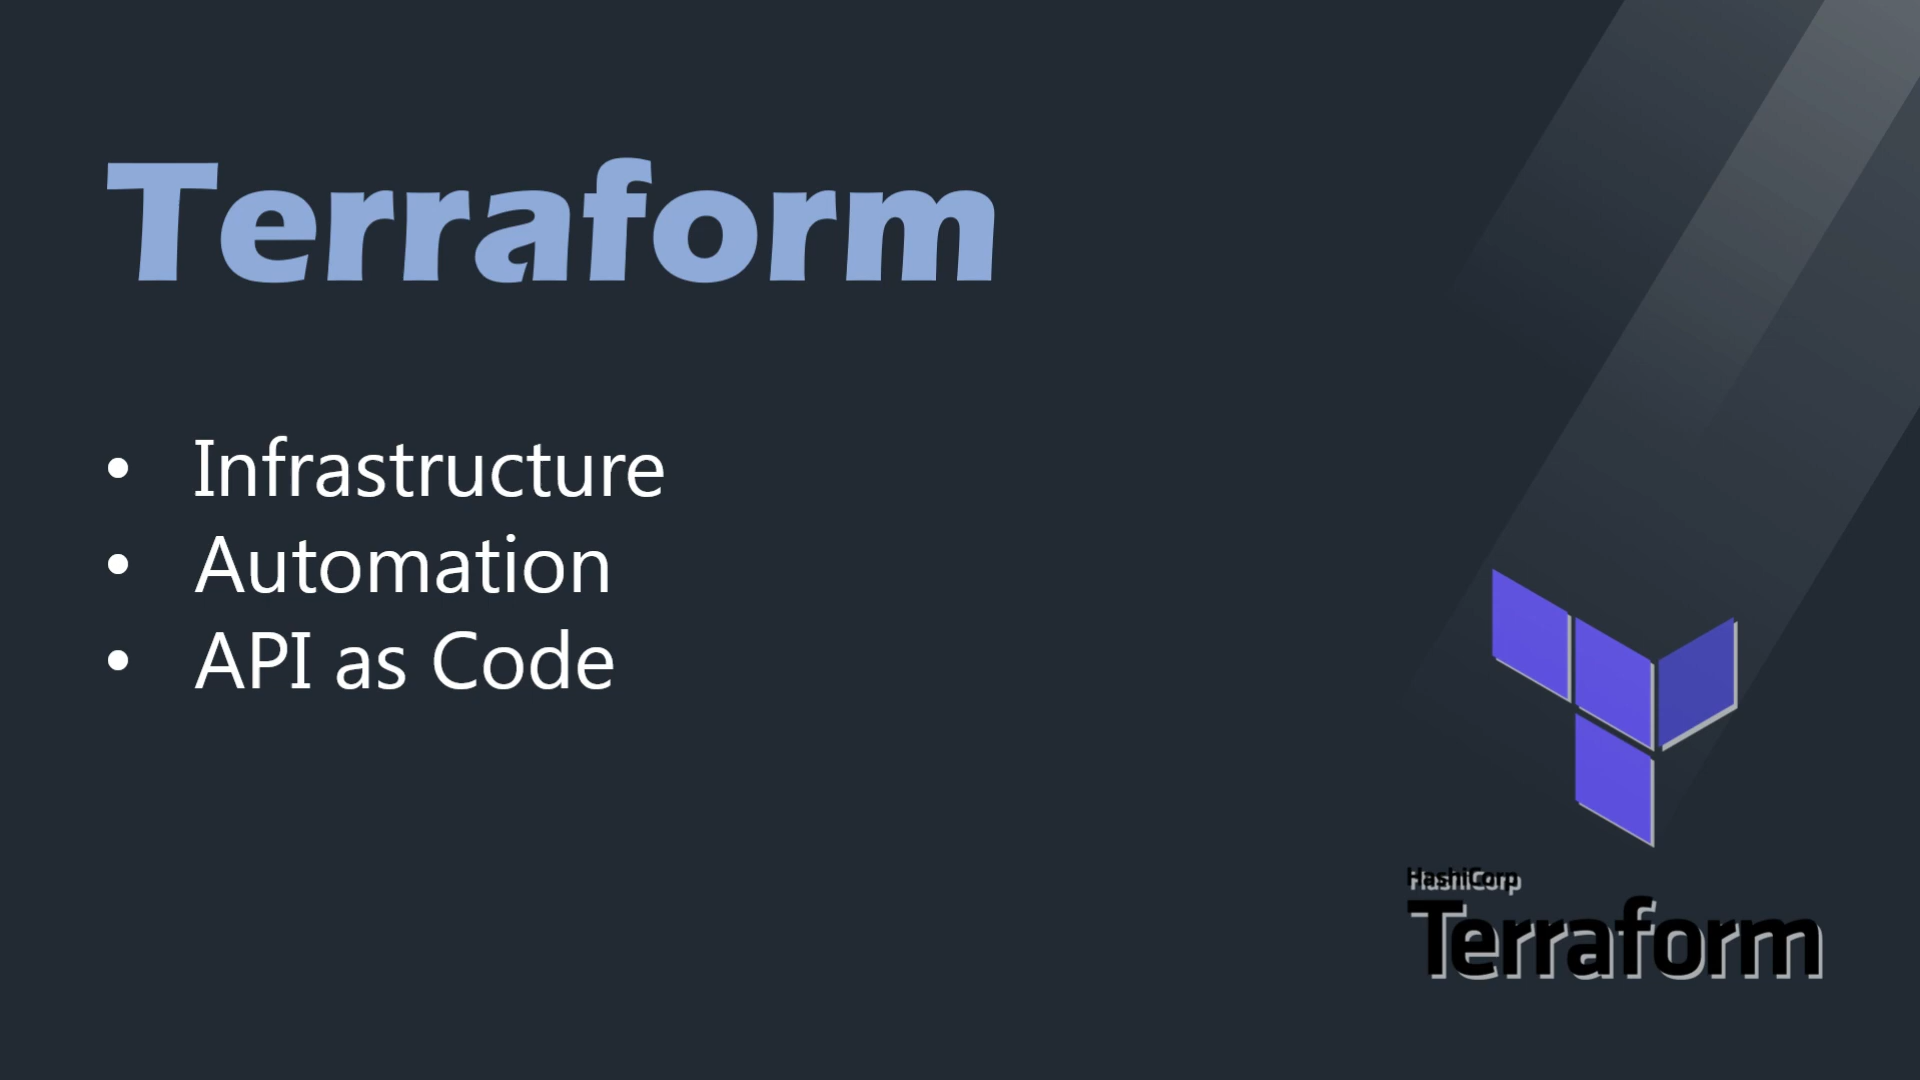 Terraform
• Infrastructure
• Automation
• API as Code
HashiCorp
Terraform